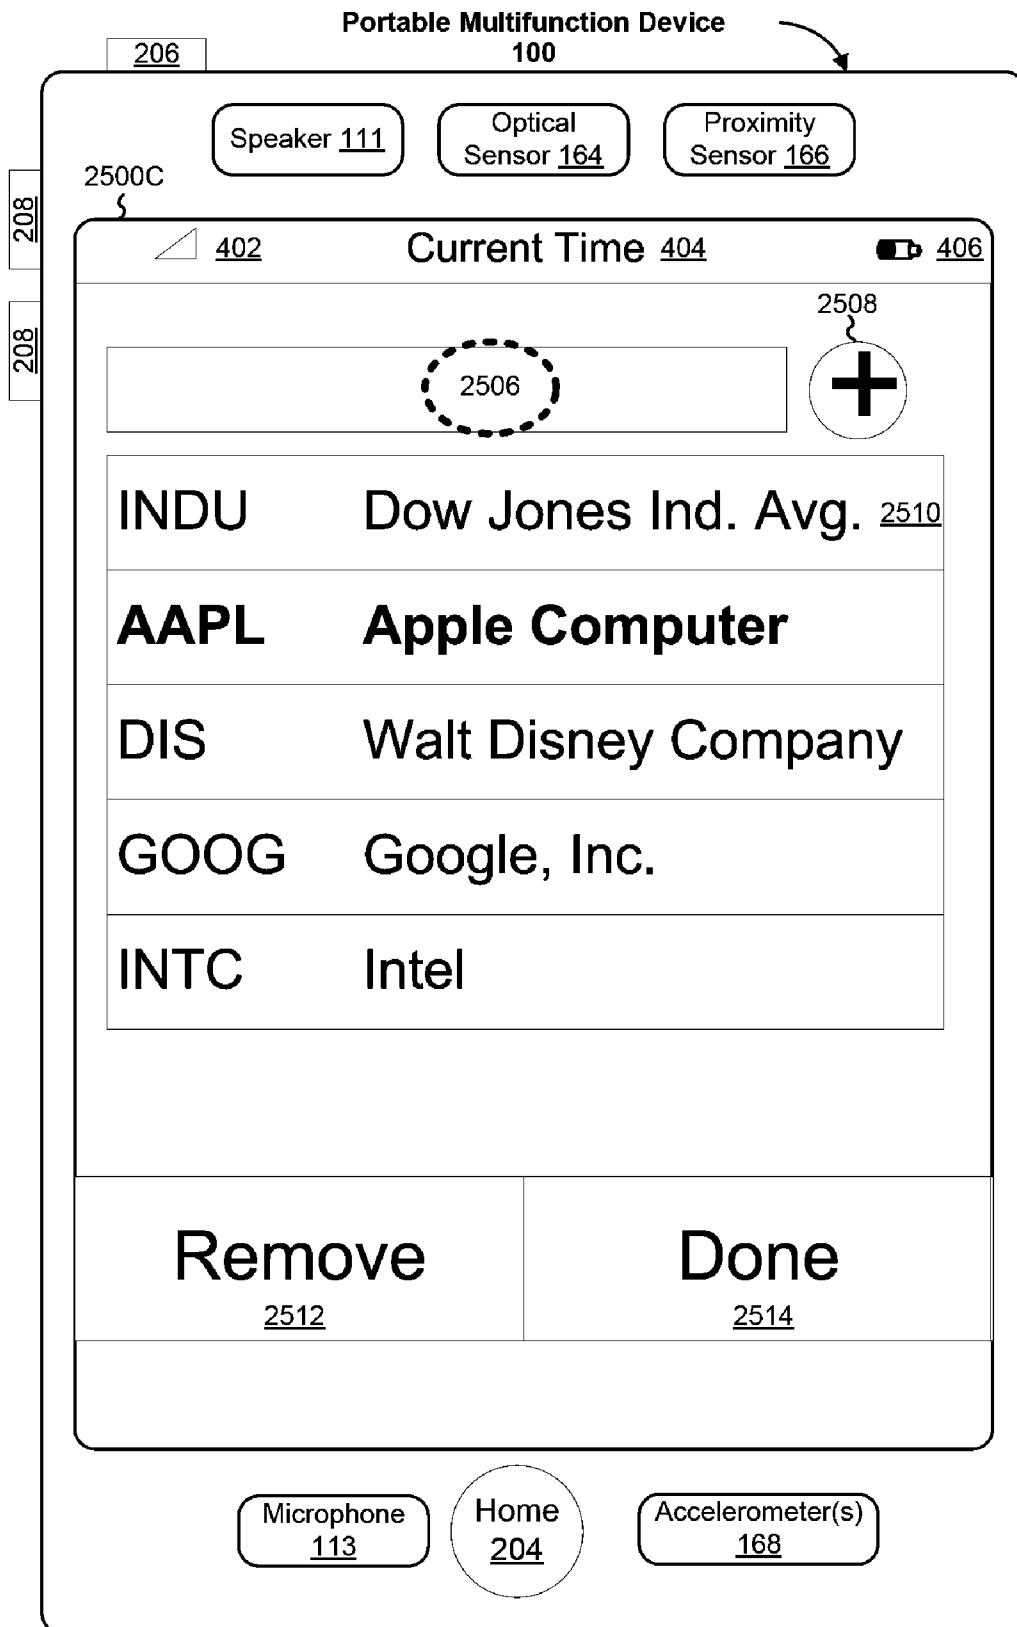 Portable Multifunction Device
100
206
Speaker 111
Optical
Sensor 164
Proximity
Sensor 166
2500C
208
208
402
Current Time 404
406
2508
2506
INDU Dow Jones Ind. Avg. 2510
AAPL Apple Computer
DIS Walt Disney Company
GOOG Google, Inc.
INTC Intel
Remove
2512
Done
2514
Microphone
113
Home
204
Accelerometer(s)
168